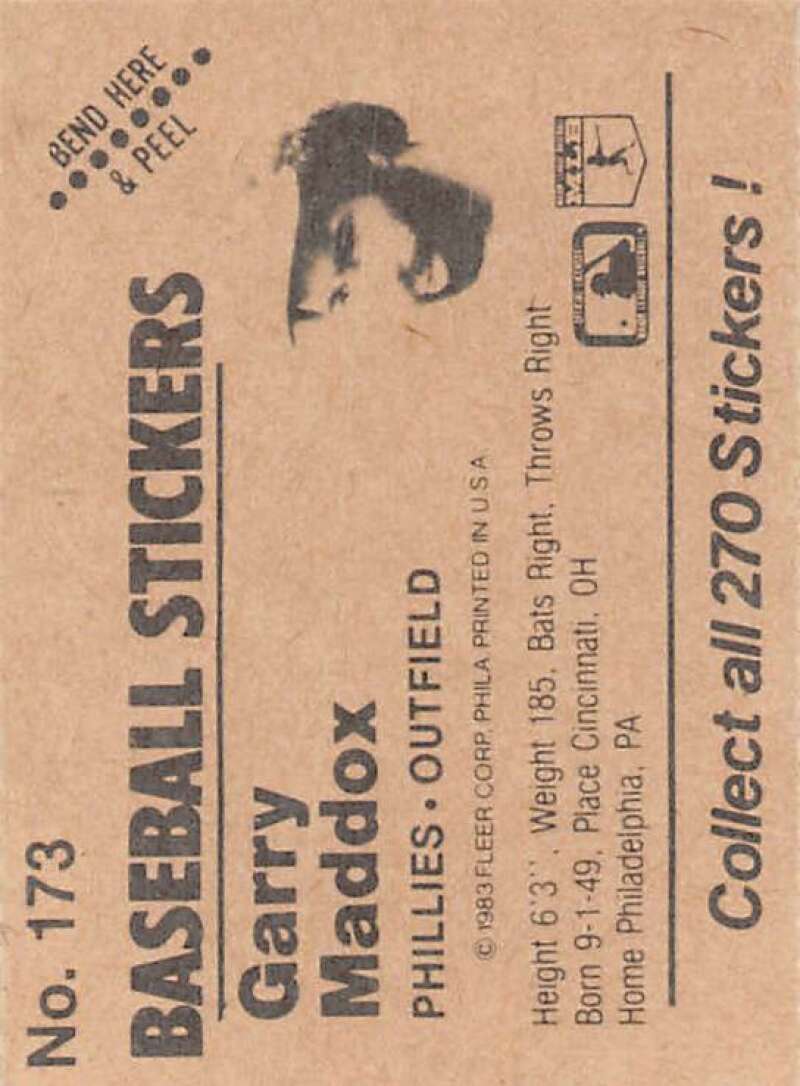 No. 173
BEND HERE
& PEEL
BASEBALL STICKERS
Garry
Maddox
PHILLIES • OUTFIELD
© 1983 FLEER CORP. PHILA. PRINTED IN U S A
Height 6'3'', Weight 185, Bats Right, Throws Right
Born 9-1-49, Place Cincinnati, OH
Home Philadelphia, PA
Collect all 270 Stickers !